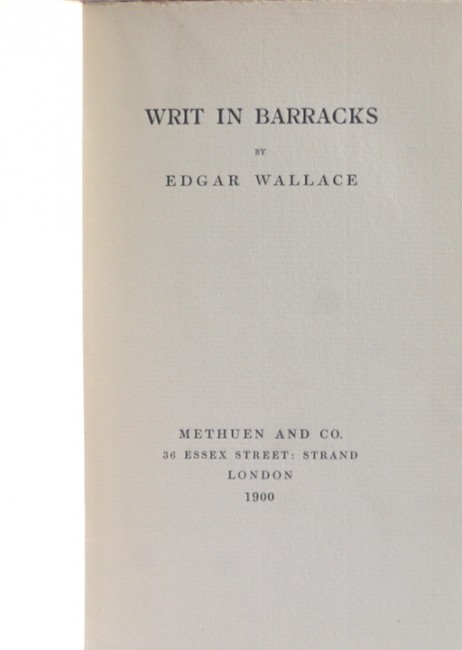 WRIT IN BARRACKS
BY
EDGAR WALLACE
METHUEN AND CO.
36 ESSEX STREET: STRAND
LONDON
1900